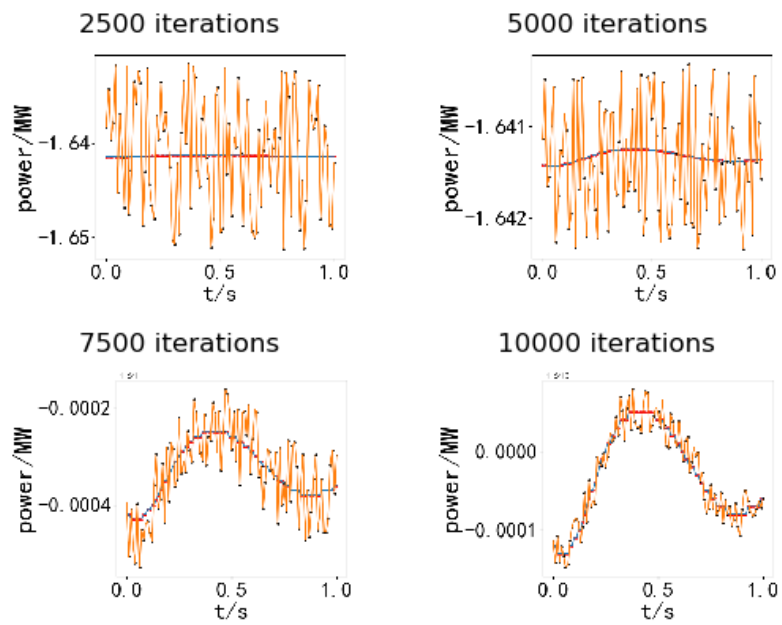 2500 iterations
5000 iterations
power/MW
-1.64
-1.65
0.0 0.5 1.0
t/s
power/MW
-1.641
-1.642
0.0 0.5 1.0
t/s
7500 iterations
10000 iterations
power/MW
-0.0002
-0.0004
0.0 0.5 1.0
t/s
power/MW
0.0000
-0.0001
0.0 0.5 1.0
t/s